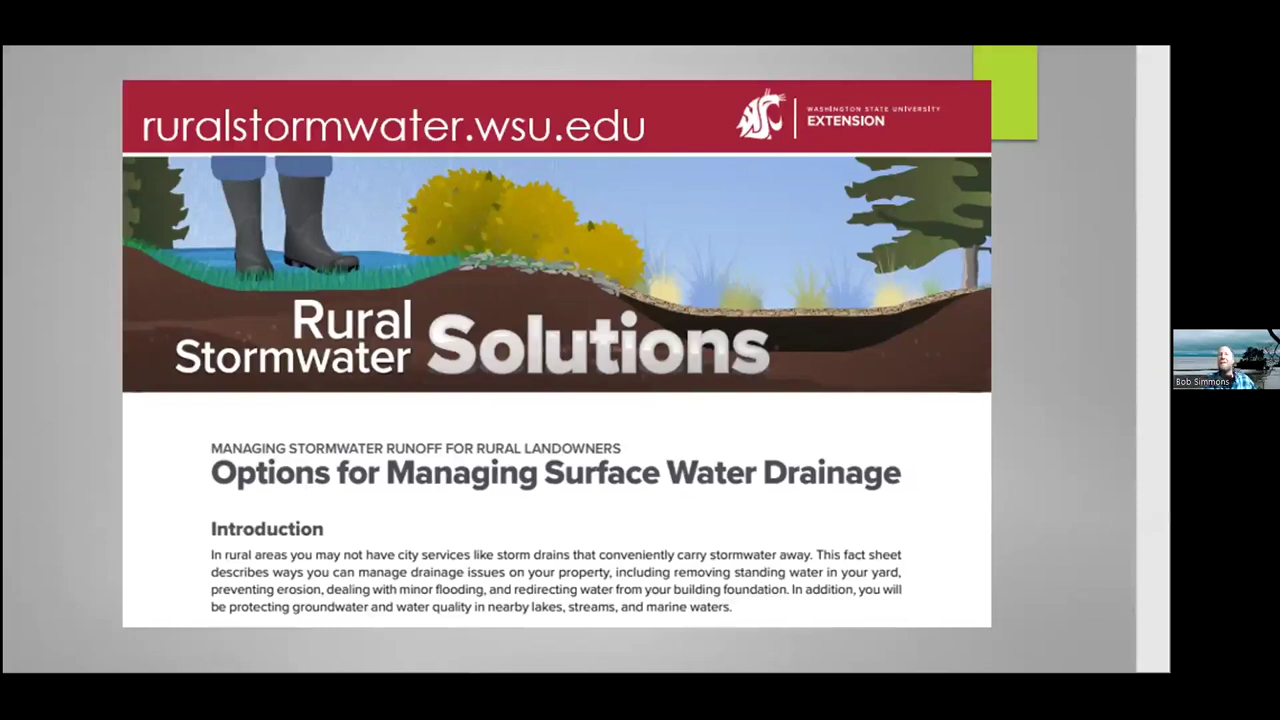 ruralstormwater.wsu.edu
WASHINGTON STATE UNIVERSITY
EXTENSION
Rural
Stormwater
Solutions
MANAGING STORMWATER RUNOFF FOR RURAL LANDOWNERS
Options for Managing Surface Water Drainage
Introduction
In rural areas you may not have city services like storm drains that conveniently carry stormwater away. This fact sheet
describes ways you can manage drainage issues on your property, including removing standing water in your yard,
preventing erosion, dealing with minor flooding, and redirecting water from your building foundation. In addition, you will
be protecting groundwater and water quality in nearby lakes, streams, and marine waters.
Bob Simmons